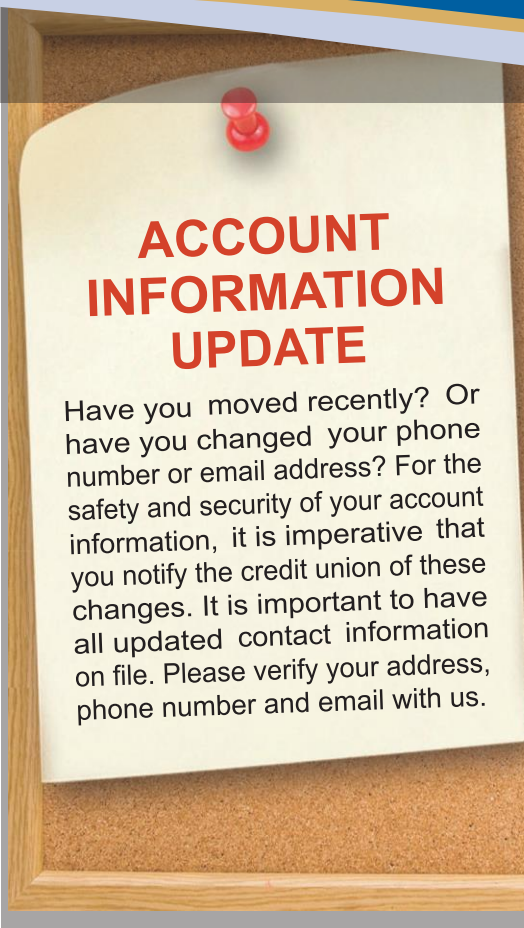 ACCOUNT
INFORMATION
UPDATE
Have you moved recently? Or
have you changed your phone
number or email address? For the
safety and security of your account
information, it is imperative that
you notify the credit union of these
changes. It is important to have
all updated contact information
on file. Please verify your address,
phone number and email with us.